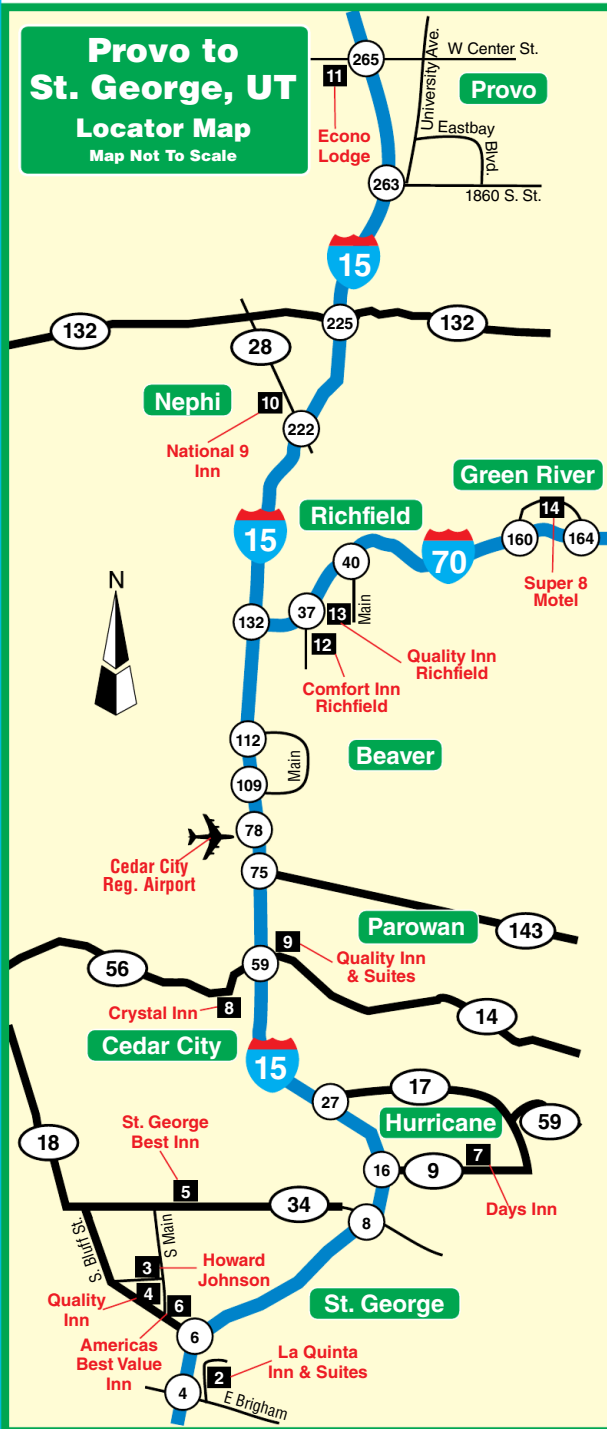 Provo to
St. George, UT
Locator Map
Map Not To Scale
265
W Center St.
11
University Ave.
Provo
Econo
Lodge
Eastbay
Blvd.
263
1860 S. St.
15
132
225
132
28
Nephi
10
222
National 9
Inn
Green River
14
Richfield
15
160
164
40
70
Super 8
Motel
N
132
37
13
Main
12
Quality Inn
Richfield
Comfort Inn
Richfield
112
Main
Beaver
109
78
Cedar City
Reg. Airport
75
Parowan
143
9
Quality Inn
& Suites
56
59
Crystal Inn
8
14
Cedar City
15
27
17
Hurricane
59
St. George
Best Inn
18
16
9
7
Days Inn
5
34
8
S. Bluff St.
S Main
3
Howard
Johnson
4
Quality
Inn
6
St. George
Americas
Best Value
Inn
6
La Quinta
Inn & Suites
2
4
E Brigham